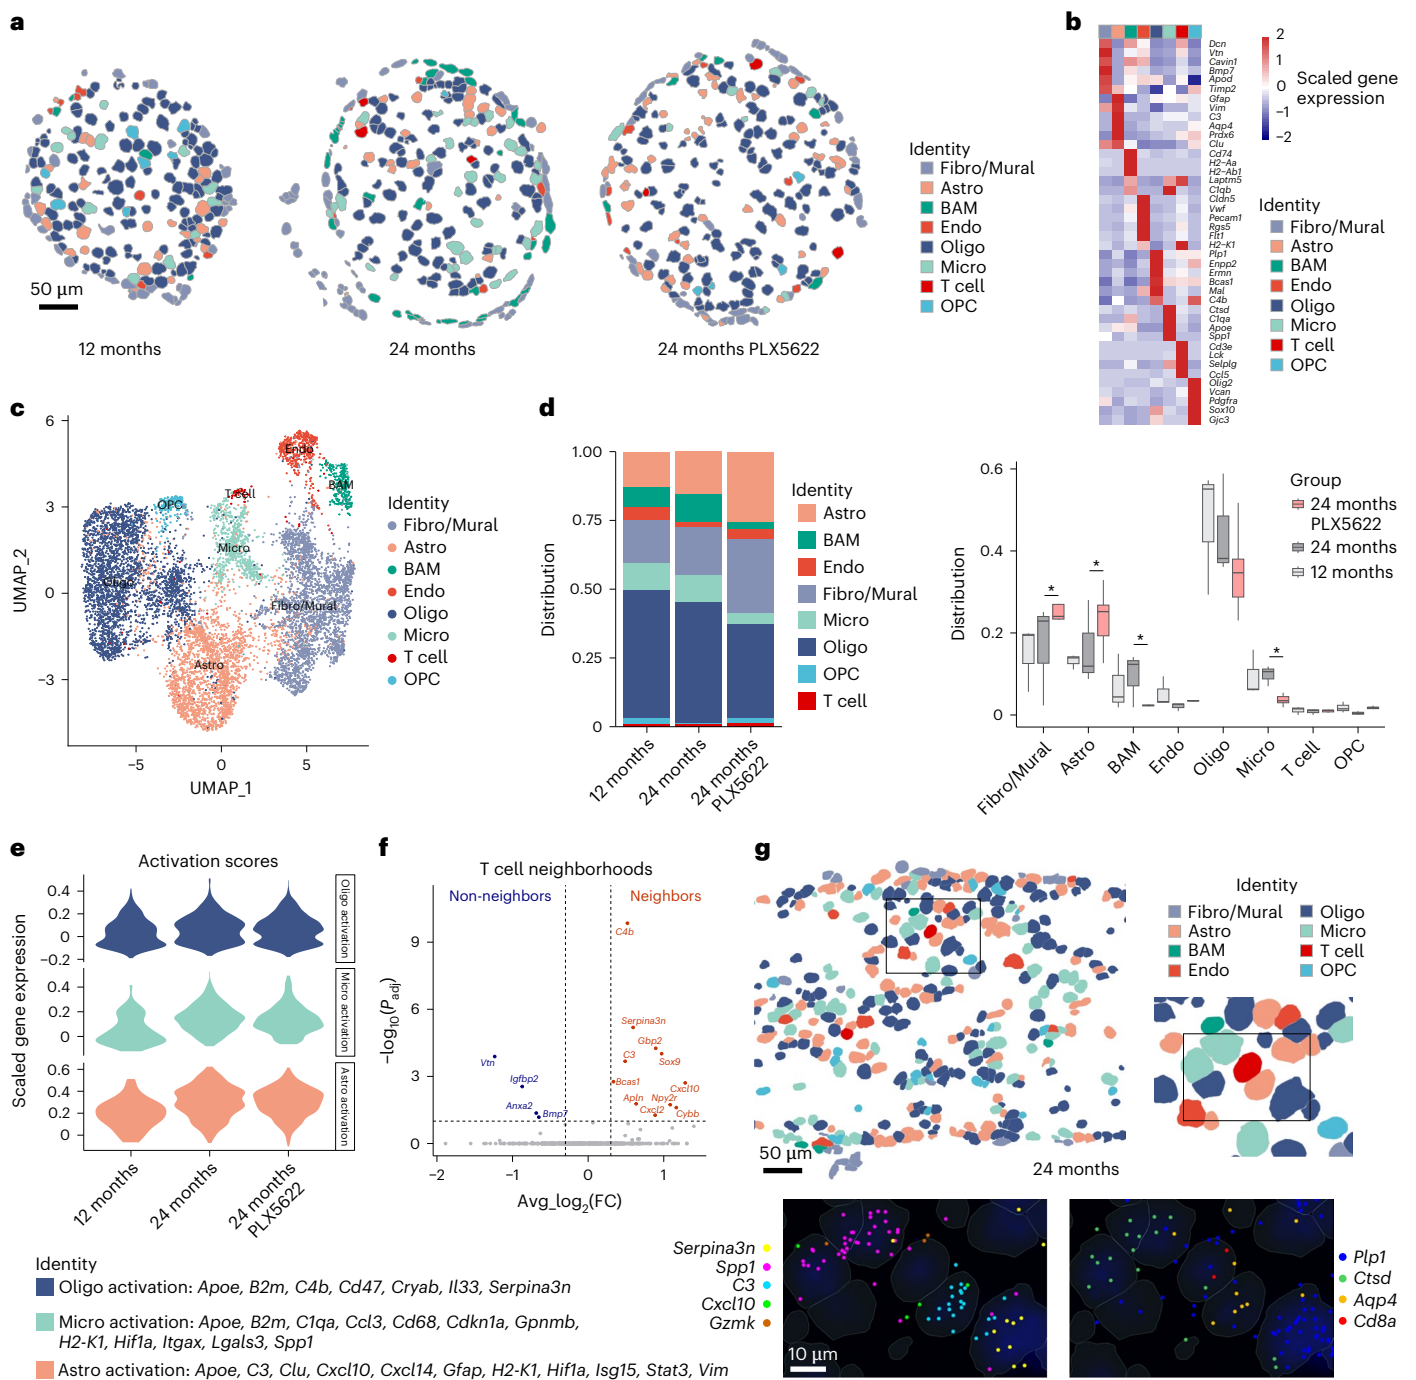 a
12 months
24 months
24 months PLX5622
50 µm
Identity
Fibro/Mural
Astro
BAM
Endo
Oligo
Micro
T cell
OPC
b
Dcn
Vtn
Cavin1
Bmp7
Apod
Timp2
Gfap
Vim
C3
Aqp4
Prdx6
Clu
Cd74
H2−Aa
H2−Ab1
Laptm5
C1qb
Cldn5
Vwf
Pecam1
Rgs5
Flt1
H2−K1
Plp1
Enpp2
Ermn
Bcas1
Mal
C4b
Ctsd
C1qa
Apoe
Spp1
Cd3e
Lck
Selplg
Ccl5
Olig2
Vcan
Pdgfra
Sox10
Gjc3
2
1
0
−1
−2
Scaled gene
expression
Identity
Fibro/Mural
Astro
BAM
Endo
Oligo
Micro
T cell
OPC
c
UMAP_2
6
3
0
−3
−5
0
5
UMAP_1
Endo
BAM
T cell
OPC
Micro
Oligo
Fibro/Mural
Astro
Identity
Fibro/Mural
Astro
BAM
Endo
Oligo
Micro
T cell
OPC
d
Distribution
1.00
0.75
0.50
0.25
0
12 months
24 months
24 months
PLX5622
Identity
Astro
BAM
Endo
Fibro/Mural
Micro
Oligo
OPC
T cell
Distribution
0.6
0.4
0.2
0
*
*
*
*
Fibro/Mural
Astro
BAM
Endo
Oligo
Micro
T cell
OPC
Group
24 months
PLX5622
24 months
12 months
e
Activation scores
Scaled gene expression
0.4
0.2
0
−0.2
Oligo activation
0.4
0.2
0
Micro activation
0.6
0.4
0.2
0
Astro activation
12 months
24 months
24 months
PLX5622
Identity
Oligo activation: Apoe, B2m, C4b, Cd47, Cryab, Il33, Serpina3n
Micro activation: Apoe, B2m, C1qa, Ccl3, Cd68, Cdkn1a, Gpnmb,
H2-K1, Hif1a, Itgax, Lgals3, Spp1
Astro activation: Apoe, C3, Clu, Cxcl10, Cxcl14, Gfap, H2-K1, Hif1a, Isg15, Stat3, Vim
f
T cell neighborhoods
Non-neighbors
Neighbors
−log10(Padj)
9
6
3
0
C4b
Serpina3n
Gbp2
C3
Sox9
Bcas1
Cxcl10
Apln
Npy2r
Cxcl2
Cybb
Vtn
Igfbp2
Anxa2
Bmp7
−2
−1
0
1
Avg_log2(FC)
g
50 µm
24 months
Identity
Fibro/Mural
Astro
BAM
Endo
Oligo
Micro
T cell
OPC
Serpina3n
Spp1
C3
Cxcl10
Gzmk
10 µm
Plp1
Ctsd
Aqp4
Cd8a